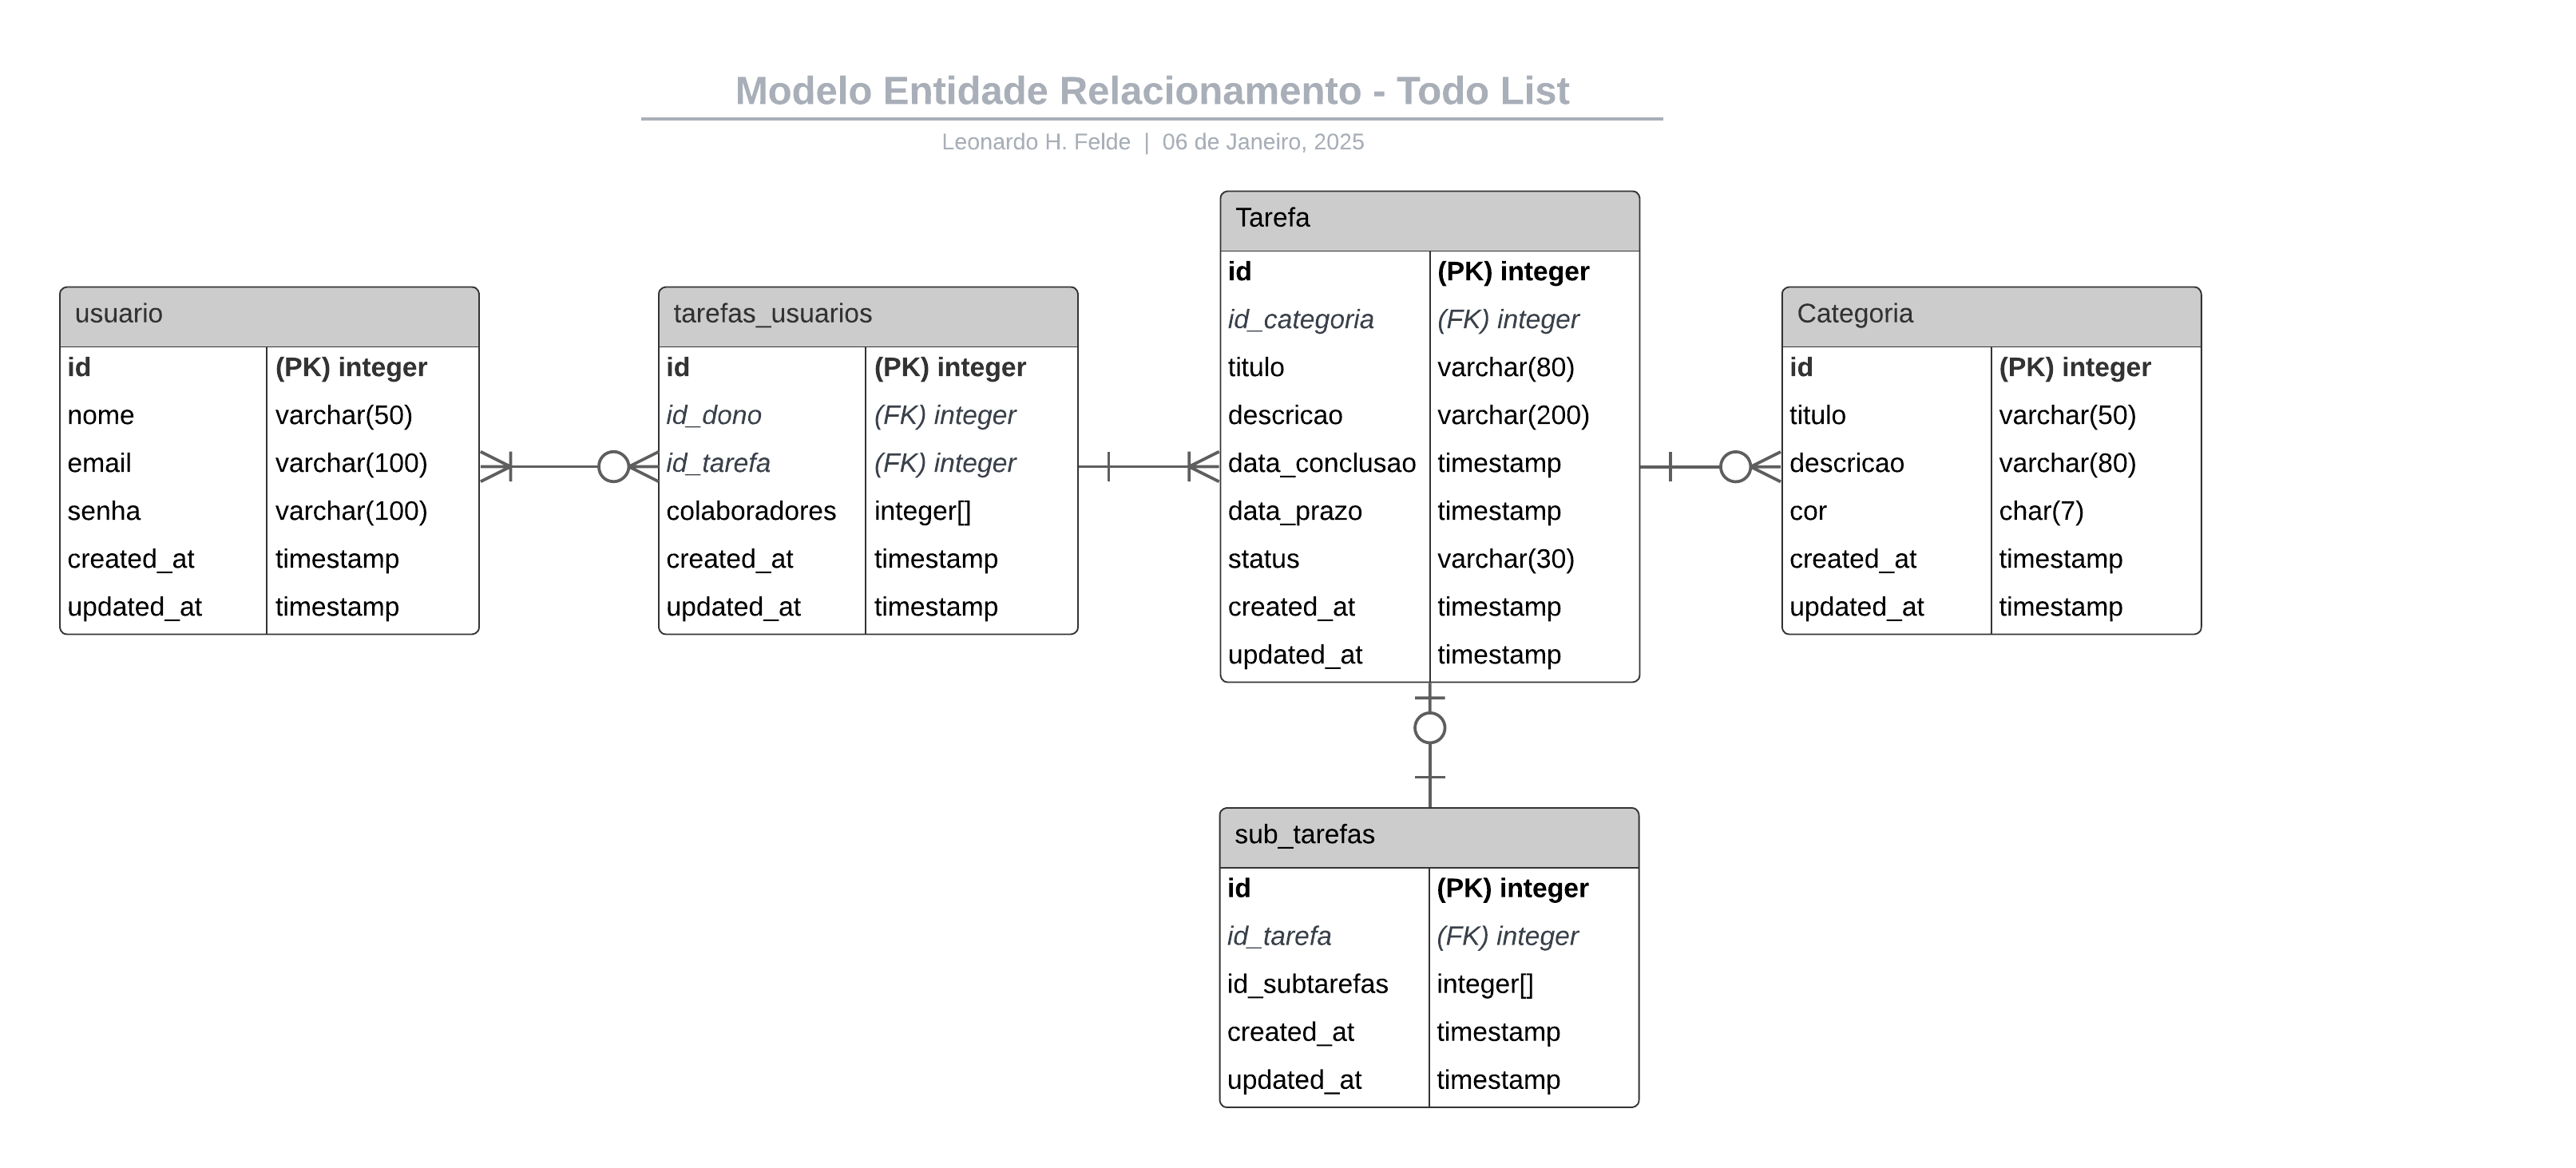 Modelo Entidade Relacionamento - Todo List
Leonardo H. Felde | 06 de Janeiro, 2025
usuario
id (PK) integer
nome varchar(50)
email varchar(100)
senha varchar(100)
created_at timestamp
updated_at timestamp
tarefas_usuarios
id (PK) integer
id_dono (FK) integer
id_tarefa (FK) integer
colaboradores integer[]
created_at timestamp
updated_at timestamp
Tarefa
id (PK) integer
id_categoria (FK) integer
titulo varchar(80)
descricao varchar(200)
data_conclusao timestamp
data_prazo timestamp
status varchar(30)
created_at timestamp
updated_at timestamp
Categoria
id (PK) integer
titulo varchar(50)
descricao varchar(80)
cor char(7)
created_at timestamp
updated_at timestamp
sub_tarefas
id (PK) integer
id_tarefa (FK) integer
id_subtarefas integer[]
created_at timestamp
updated_at timestamp